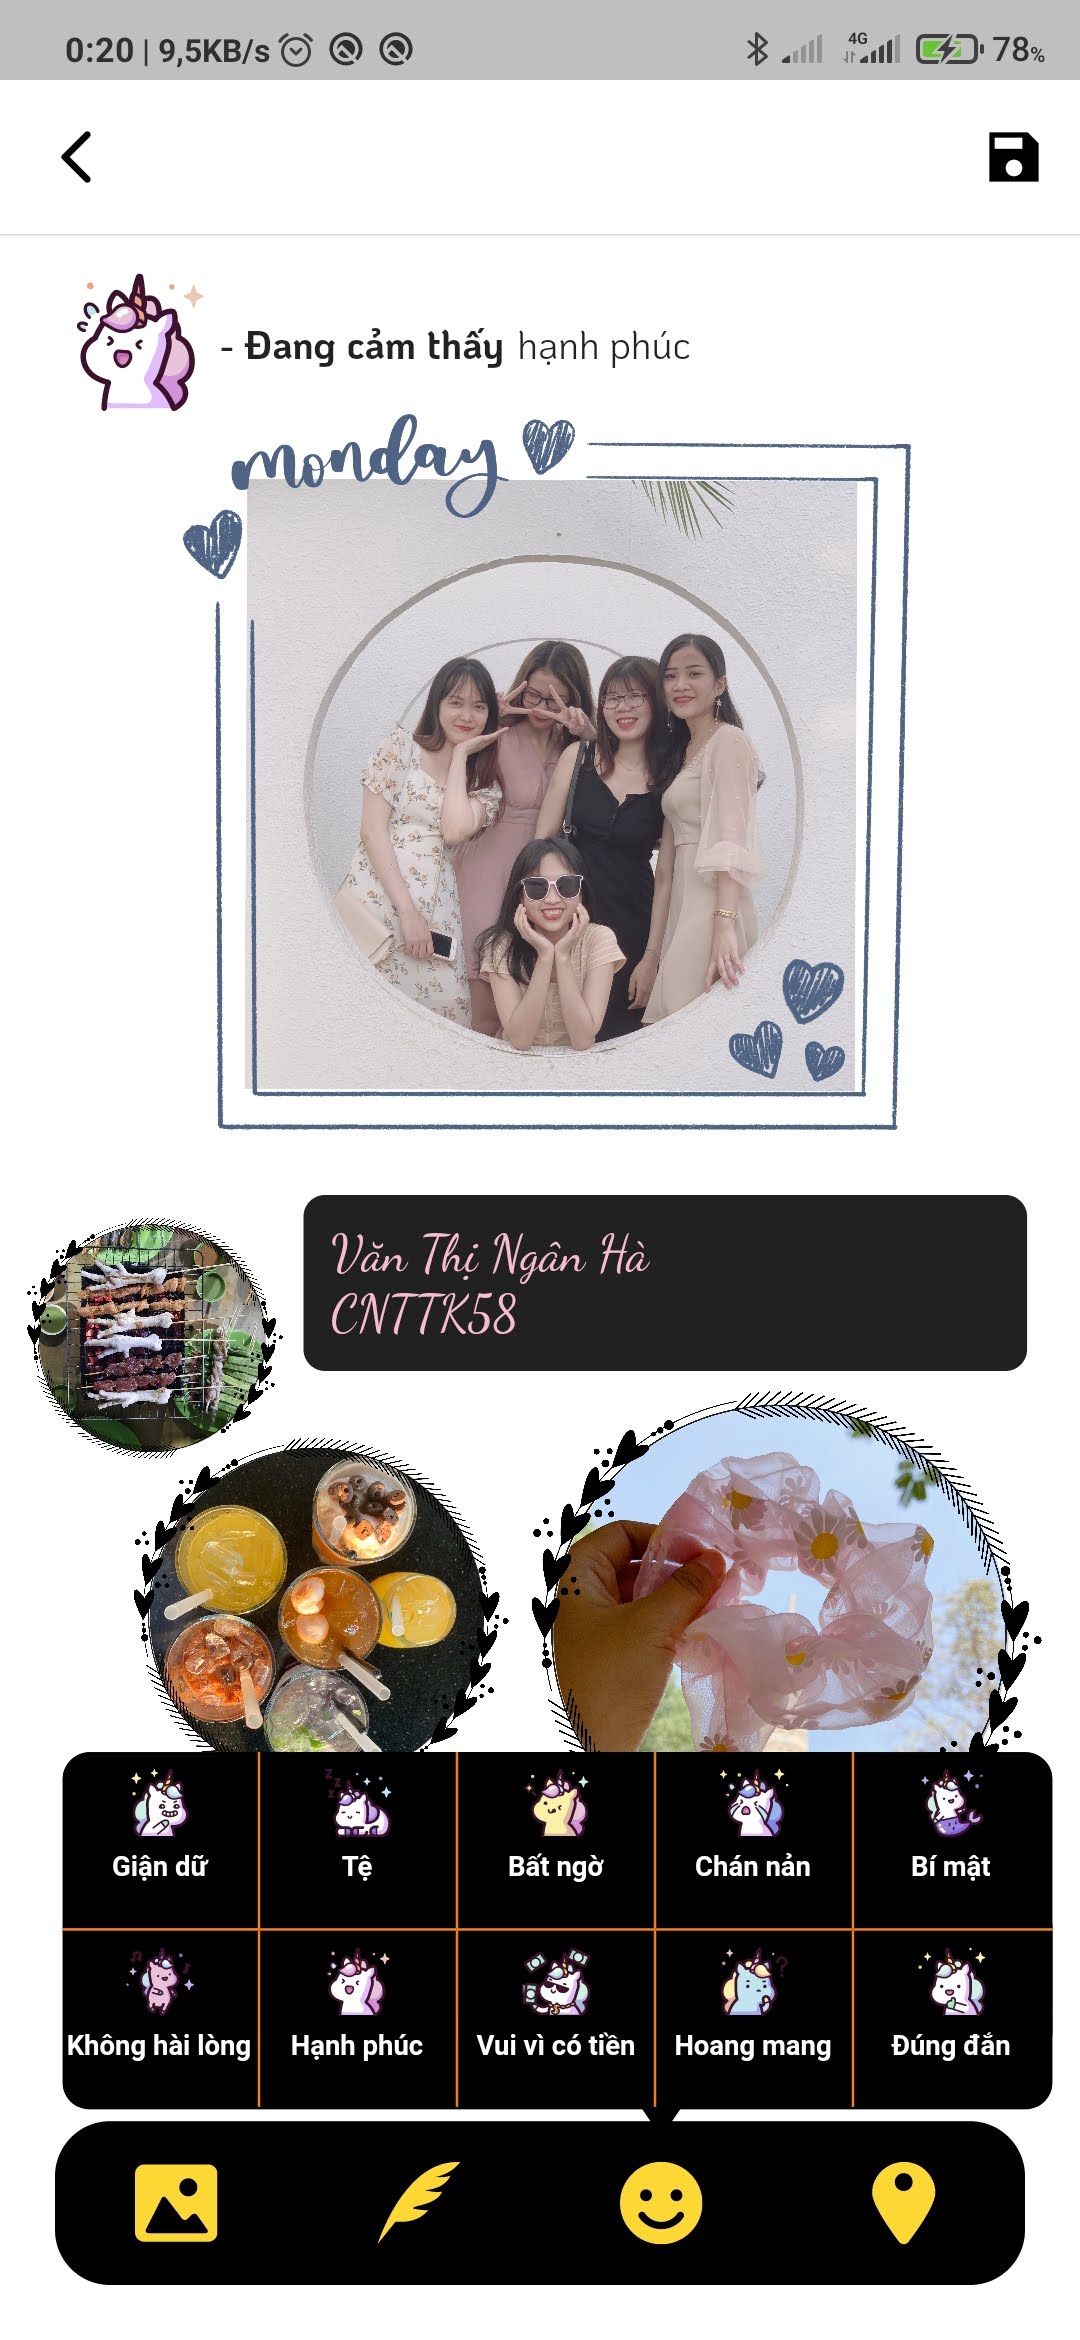 0:20 | 9,5KB/s
4G
78%
- Đang cảm thấy hạnh phúc
monday
Văn Thị Ngân Hà
CNTTK58
Giận dữ
Tệ
Bất ngờ
Chán nản
Bí mật
Không hài lòng
Hạnh phúc
Vui vì có tiền
Hoang mang
Đúng đắn